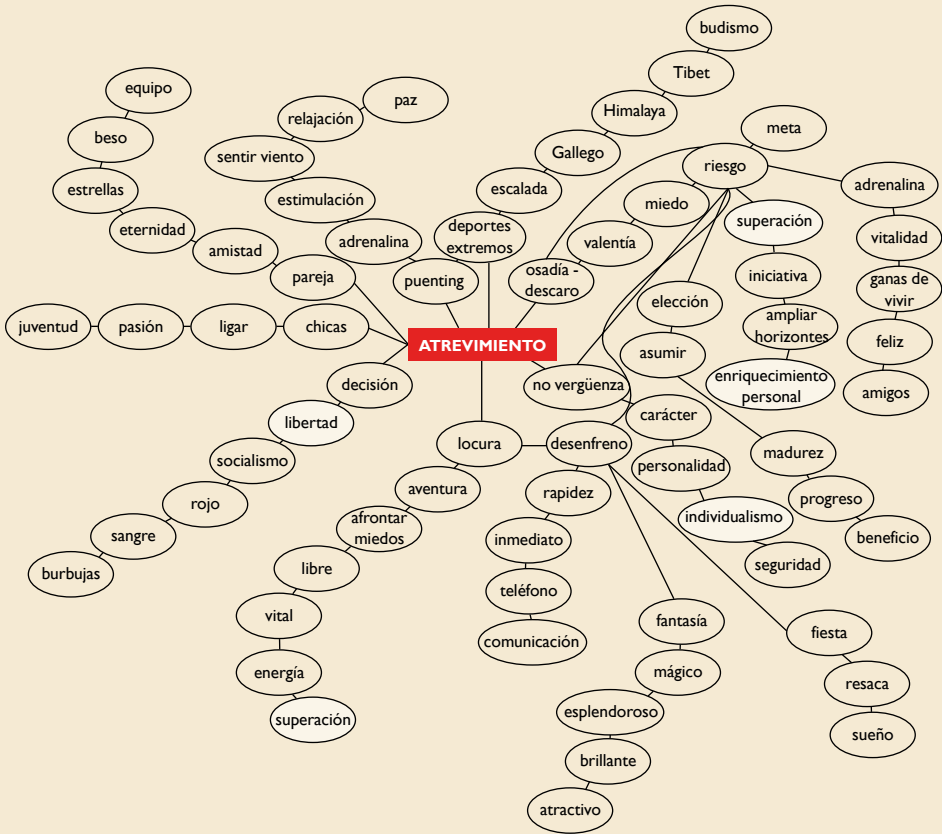 budismo
Tibet
equipo
paz
Himalaya
relajación
meta
beso
Gallego
riesgo
sentir viento
adrenalina
estrellas
escalada
miedo
estimulación
superación
eternidad
deportes
extremos
vitalidad
adrenalina
valentía
amistad
iniciativa
pareja
puenting
osadía -
descaro
ganas de
vivir
elección
ampliar
horizontes
juventud
pasión
ligar
chicas
ATREVIMIENTO
feliz
asumir
decisión
no vergüenza
enriquecimiento
personal
amigos
libertad
carácter
locura
desenfreno
madurez
socialismo
personalidad
aventura
rapidez
rojo
progreso
individualismo
afrontar
miedos
sangre
inmediato
beneficio
libre
seguridad
burbujas
teléfono
vital
fantasía
fiesta
comunicación
energía
mágico
resaca
superación
esplendoroso
sueño
brillante
atractivo